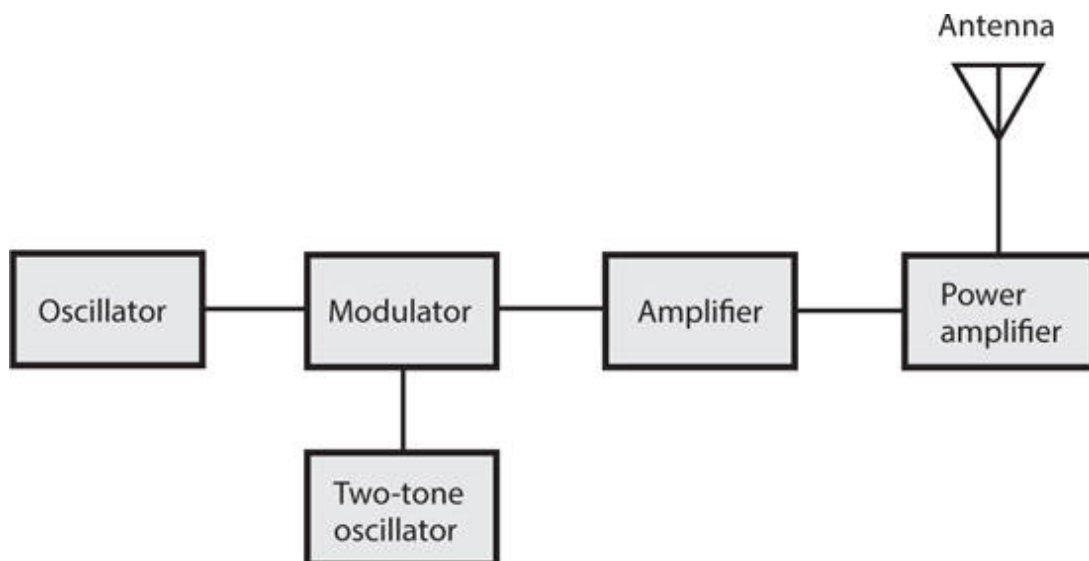 Antenna
Oscillator
Modulator
Amplifier
Power
amplifier
Two-tone
oscillator